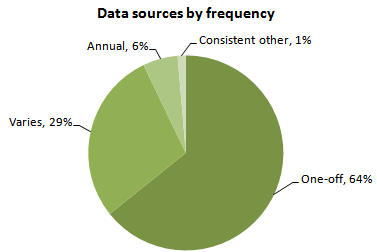 Data sources by frequency
Consistent other, 1%
Annual, 6%
Varies, 29%
One-off, 64%